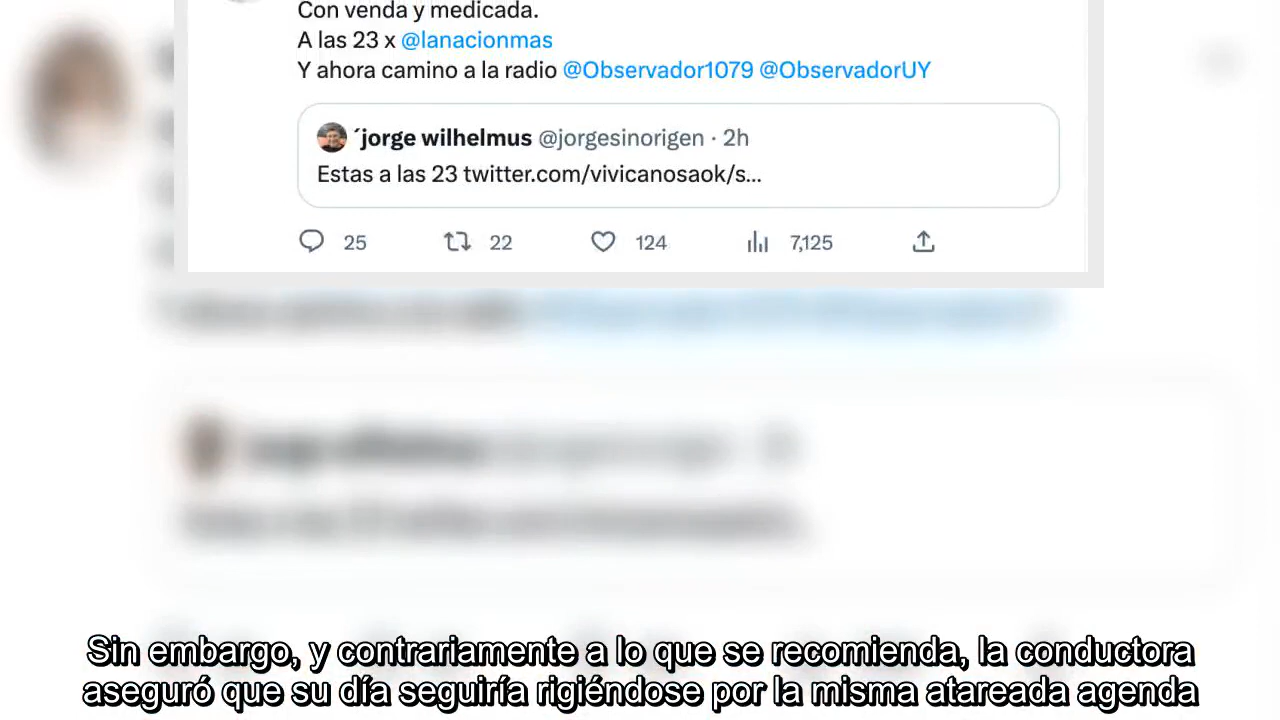 Con venda y medicada.
A las 23 x @lanacionmas
Y ahora camino a la radio @Observador1079 @ObservadorUY
´jorge wilhelmus @jorgesinorigen · 2h
Estas a las 23 twitter.com/vivicanosaok/s...
25 22 124 7,125
Sin embargo, y contrariamente a lo que se recomienda, la conductora
aseguró que su día seguiría rigiéndose por la misma atareada agenda